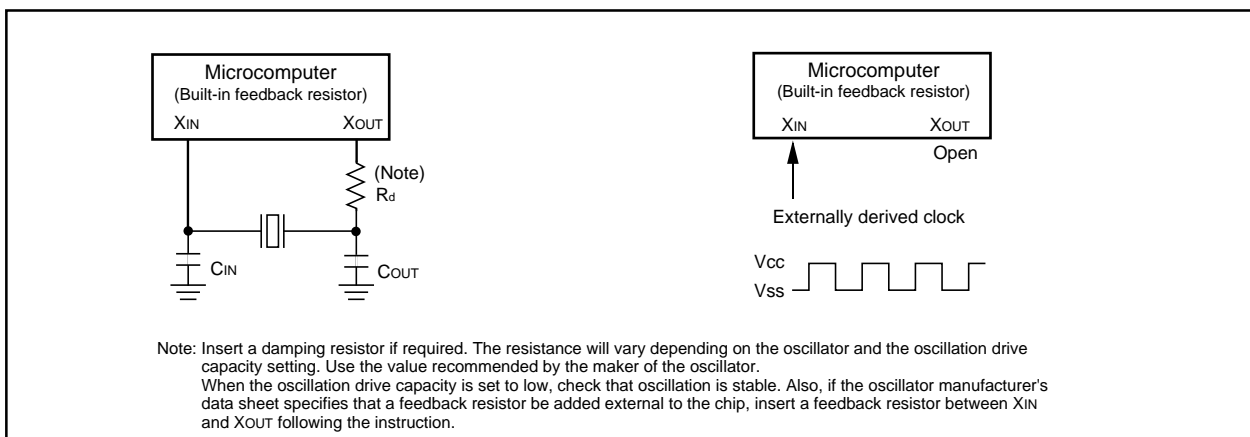 Microcomputer
(Built-in feedback resistor)
XIN XOUT
(Note)
Rd
CIN
COUT
Microcomputer
(Built-in feedback resistor)
XIN XOUT
Open
Externally derived clock
Vcc
Vss
Note: Insert a damping resistor if required. The resistance will vary depending on the oscillator and the oscillation drive
capacity setting. Use the value recommended by the maker of the oscillator.
When the oscillation drive capacity is set to low, check that oscillation is stable. Also, if the oscillator manufacturer's
data sheet specifies that a feedback resistor be added external to the chip, insert a feedback resistor between XIN
and XOUT following the instruction.